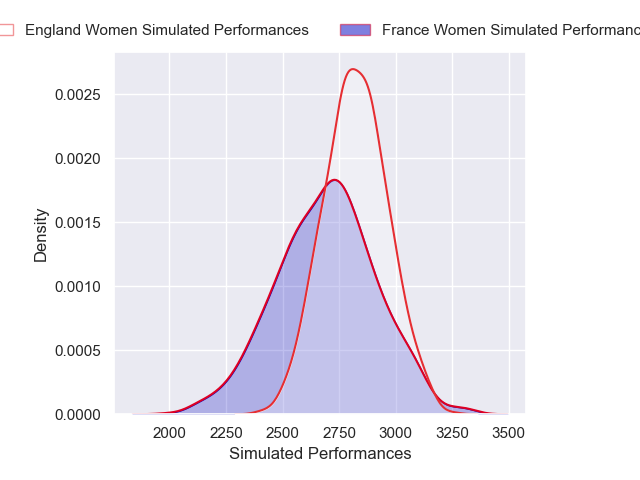 England Women Simulated Performances
France Women Simulated Performanc
0.0025
0.0020
0.0015
0.0010
0.0005
0.0000
Density
2000 2250 2500 2750 3000 3250 3500
Simulated Performances